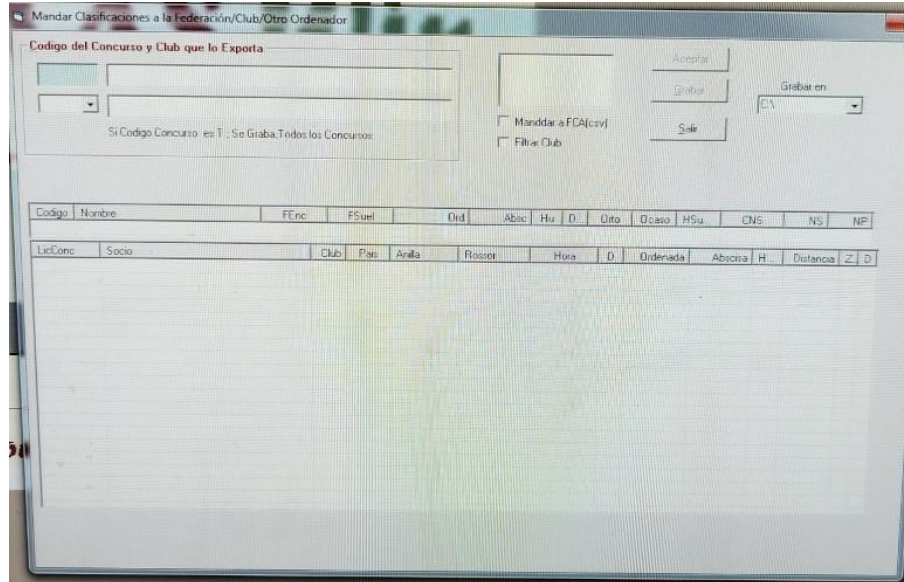 Mandar Clasificaciones a la Federación/Club/Otro Ordenador
Codigo del Concurso y Club que lo Exporta
Si Codigo Concurso es T ; Se Graba Todos los Concursos
Manddar a FCA(csv)
Filtrar Club
Aceptar
Grabar
Salir
Grabar en
C:\
Codigo Nombre FEnc FSuel Ord Absc Hu D Orto Ocaso HSu CNS NS NP
LicConc Socio Club Pais Anilla Rosser Hora D Ordenada Abscisa H... Distancia Z D